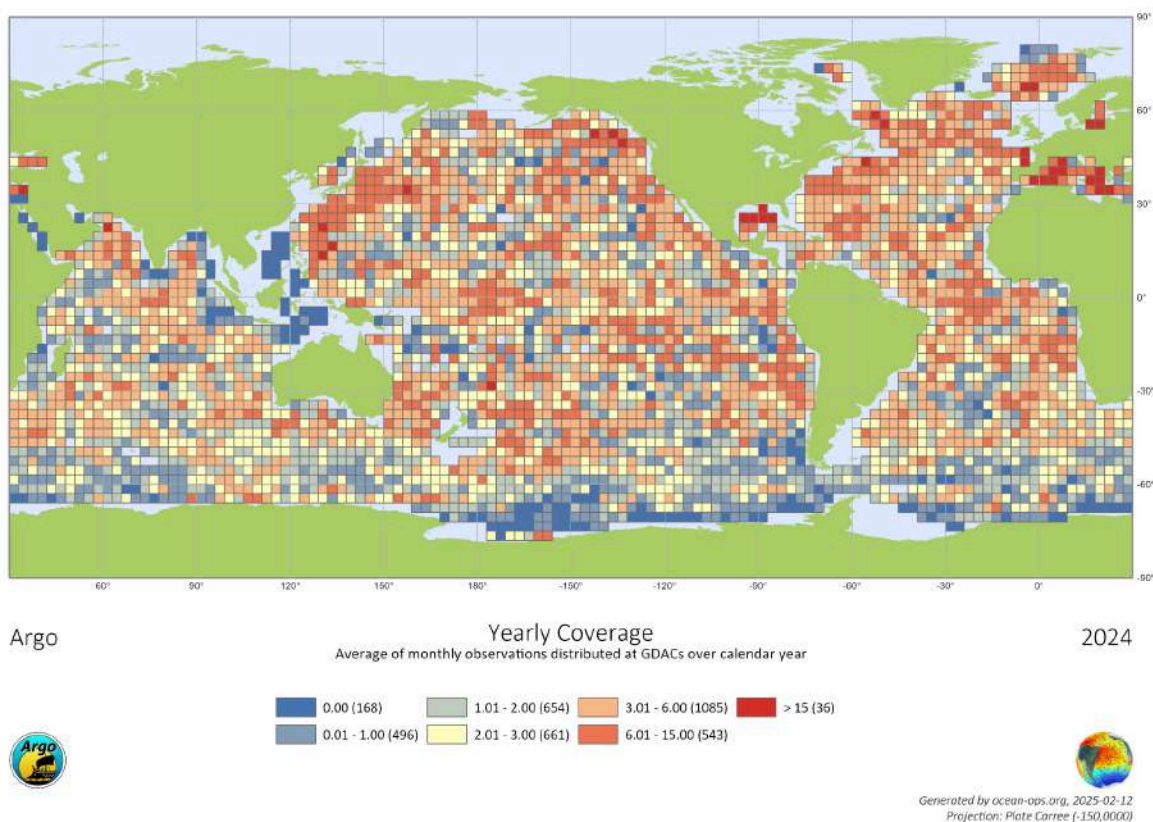 90°
60°
30°
0°
-30°
-60°
-90°
60° 90° 120° 150° 180° -150° -120° -90° -60° -30° 0°
Argo
Yearly Coverage
2024
Average of monthly observations distributed at GDACs over calendar year
0.00 (168) 1.01 - 2.00 (654) 3.01 - 6.00 (1085) > 15 (36)
0.01 - 1.00 (496) 2.01 - 3.00 (661) 6.01 - 15.00 (543)
Argo
Generated by ocean-ops.org, 2025-02-12
Projection: Plate Carree (-150,0000)